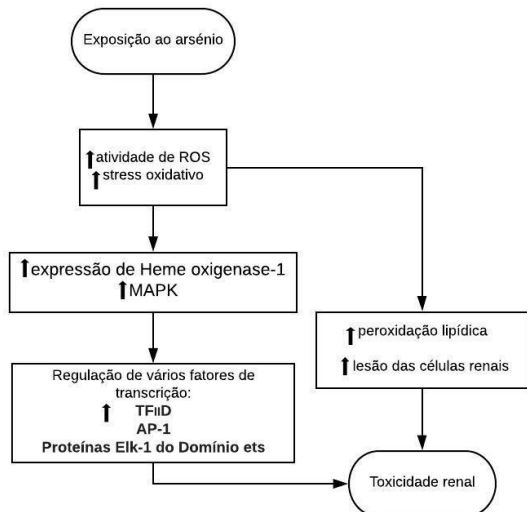 Exposição ao arsénio
⬆atividade de ROS
⬆stress oxidativo
⬆expressão de Heme oxigenase-1
⬆MAPK
⬆peroxidação lipídica
⬆lesão das células renais
Regulação de vários fatores de
transcrição:
⬆ TFIID
AP-1
Proteínas Elk-1 do Domínio ets
Toxicidade renal